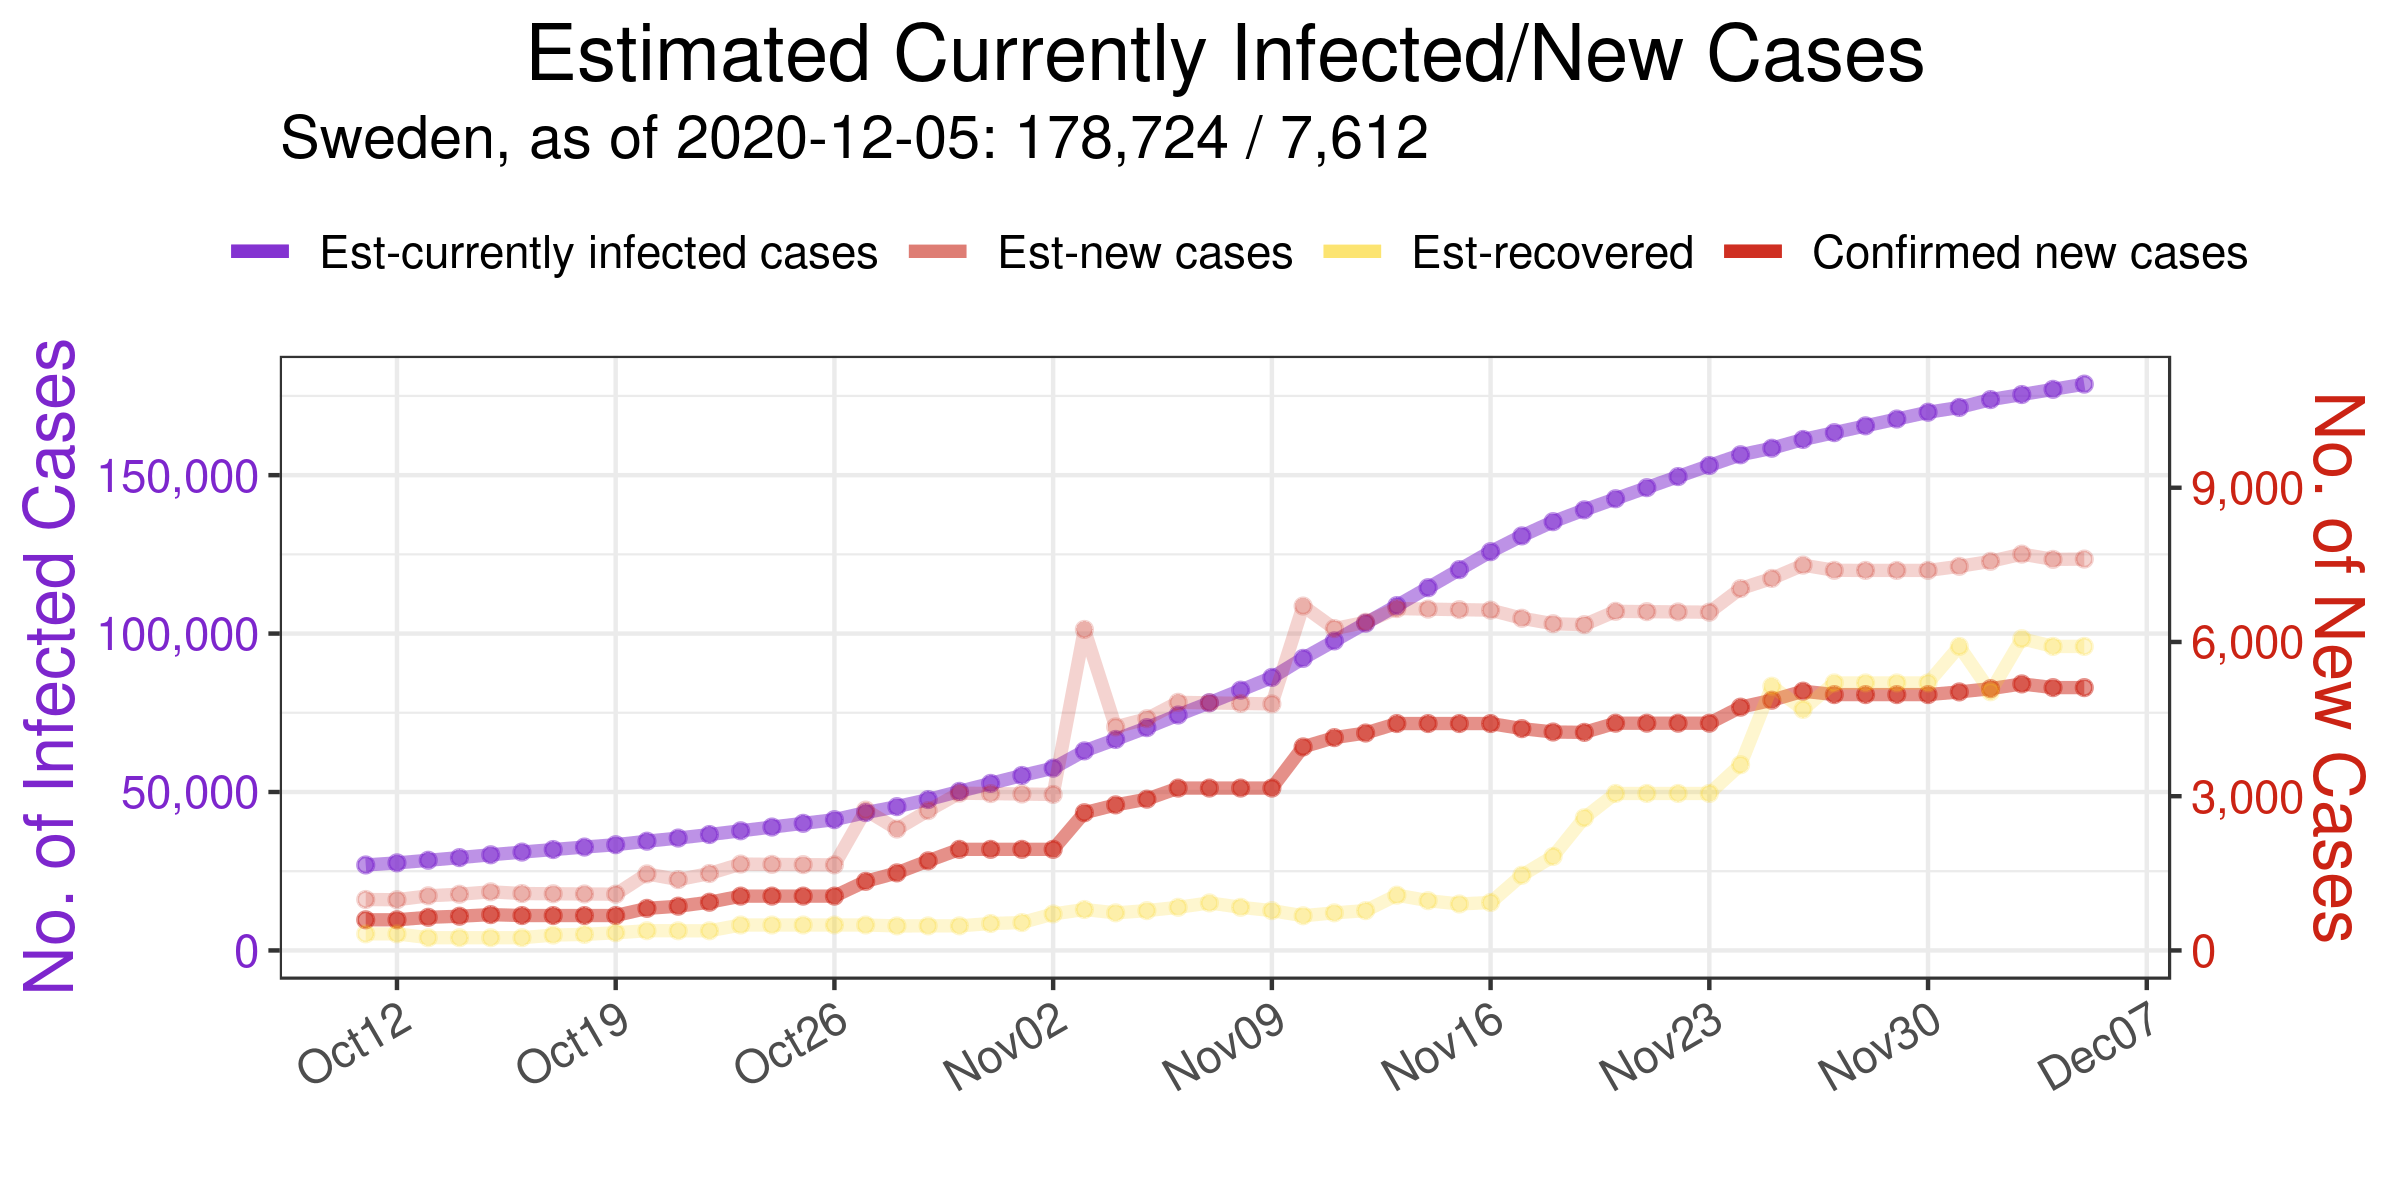 Estimated Currently Infected/New Cases
Sweden, as of 2020-12-05: 178,724 / 7,612
Est-currently infected cases Est-new cases Est-recovered Confirmed new cases
No. of Infected Cases
150,000
100,000
50,000
0
9,000
6,000
3,000
0
No. of New Cases
Oct12 Oct19 Oct26 Nov02 Nov09 Nov16 Nov23 Nov30 Dec07